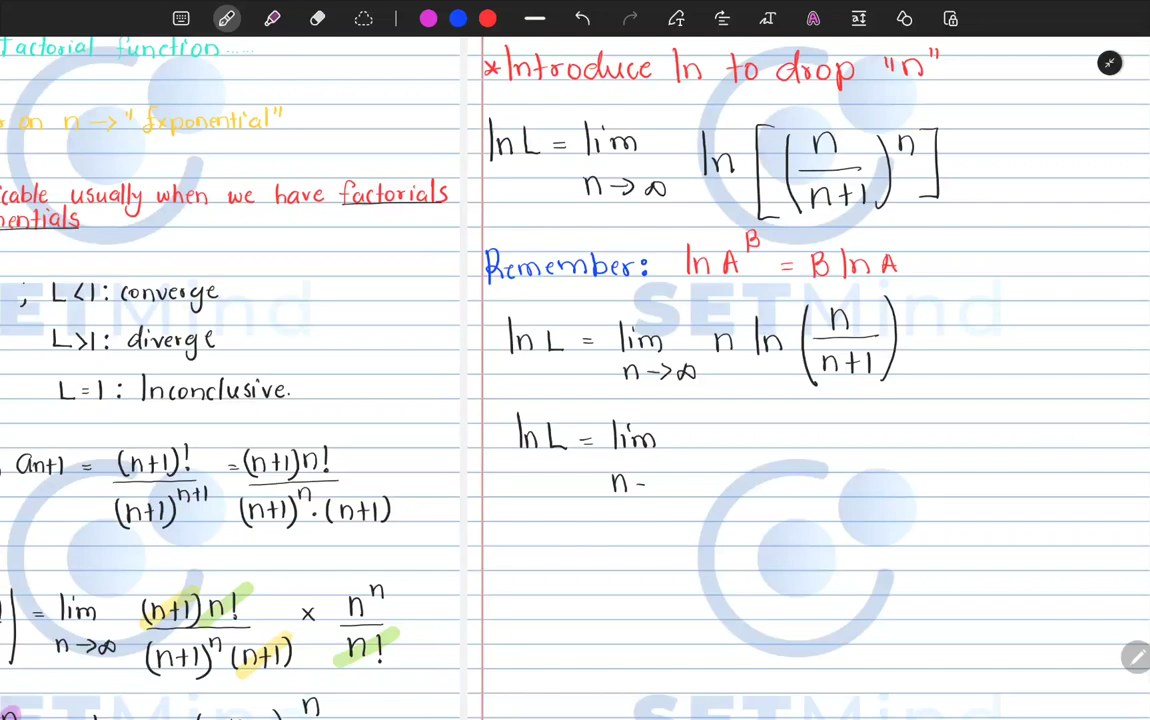 Factorial function......
on n → "Exponential"
usually when we have factorials
; L<1 : converge
L>1 : diverge
L = 1 : Inconclusive.
an+1 = (n+1)! / (n+1)^(n+1) = (n+1)n! / (n+1)^n · (n+1)
= lim n→∞ (n+1)n! / (n+1)^n (n+1) × n^n / n!
n
*Introduce ln to drop "n"
ln L = lim n→∞ ln [(n / n+1)^n]
Remember: ln A^B = B ln A
ln L = lim n→∞ n ln (n / n+1)
ln L = lim
n -
SETMind